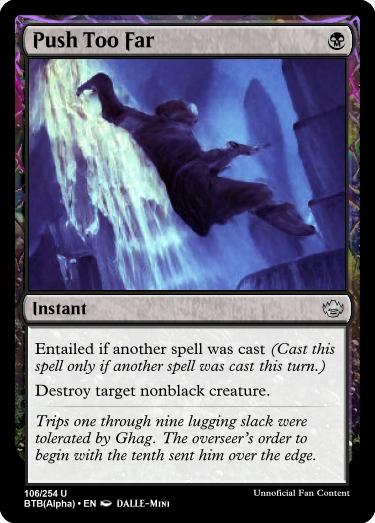 Push Too Far
Instant
Entailed if another spell was cast (Cast this
spell only if another spell was cast this turn.)
Destroy target nonblack creature.
Trips one through nine lugging slack were
tolerated by Ghag. The overseer's order to
begin with the tenth sent him over the edge.
106/254 U
BTB(Alpha) • EN DALLE-Mini
Unofficial Fan Content